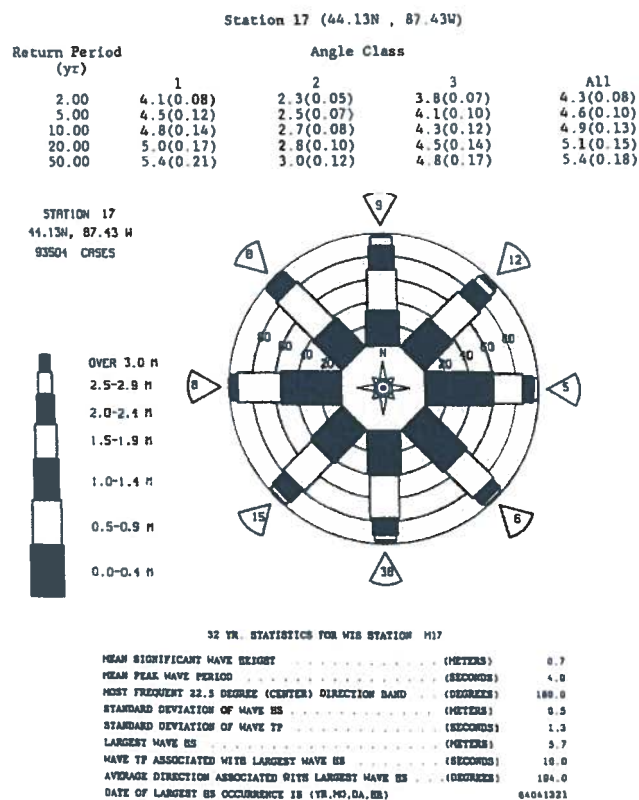 Station 17 (44.13N , 87.43W)
Return Period Angle Class
(yr)
1 2 3 All
2.00 4.1(0.08) 2.3(0.05) 3.8(0.07) 4.3(0.08)
5.00 4.5(0.12) 2.5(0.07) 4.1(0.10) 4.6(0.10)
10.00 4.8(0.14) 2.7(0.08) 4.3(0.12) 4.9(0.13)
20.00 5.0(0.17) 2.8(0.10) 4.5(0.14) 5.1(0.15)
50.00 5.4(0.21) 3.0(0.12) 4.8(0.17) 5.4(0.18)
STATION 17
44.13N, 87.43 W
93504 CASES
9
8
12
8
5
15
6
38
N
20 40 60 80
20 40 60 80
OVER 3.0 M
2.5-2.9 M
2.0-2.4 M
1.5-1.9 M
1.0-1.4 M
0.5-0.9 M
0.0-0.4 M
32 YR. STATISTICS FOR WIS STATION M17
MEAN SIGNIFICANT WAVE HEIGHT . . . . . . . . . . (METERS) 0.7
MEAN PEAK WAVE PERIOD . . . . . . . . . . (SECONDS) 4.0
MOST FREQUENT 22.5 DEGREE (CENTER) DIRECTION BAND . . . . (DEGREES) 180.0
STANDARD DEVIATION OF WAVE HS . . . . . . . . . . (METERS) 0.5
STANDARD DEVIATION OF WAVE TP . . . . . . . . . . (SECONDS) 1.3
LARGEST WAVE HS . . . . . . . . . . (METERS) 5.7
WAVE TP ASSOCIATED WITH LARGEST WAVE HS . . . . . . (SECONDS) 10.0
AVERAGE DIRECTION ASSOCIATED WITH LARGEST WAVE HS . . . (DEGREES) 184.0
DATE OF LARGEST HS OCCURRENCE IS (YR,MO,DA,HR) 64041321